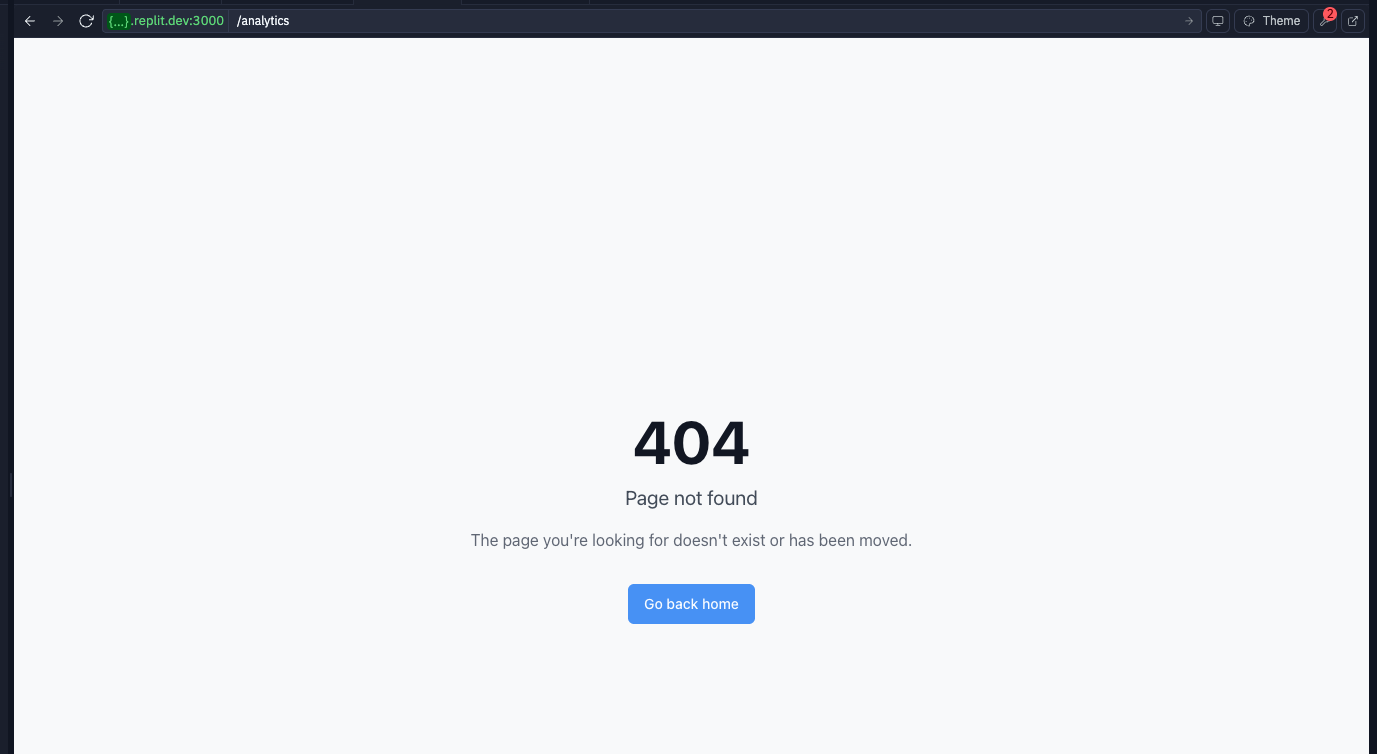 {...}.replit.dev:3000 /analytics
Theme
2
404
Page not found
The page you're looking for doesn't exist or has been moved.
Go back home